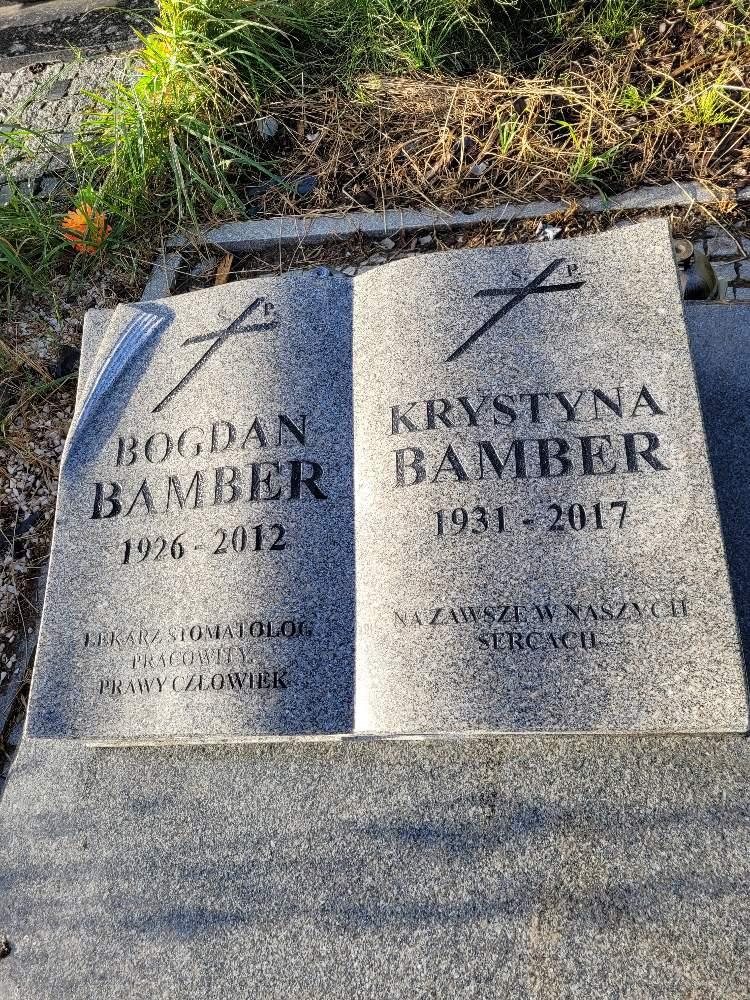 S P
BOGDAN
BAMBER
1926 - 2012
LEKARZ STOMATOLOG
PRACOWITY,
PRAWY CZŁOWIEK
S P
KRYSTYNA
BAMBER
1931 - 2017
NA ZAWSZE W NASZYCH
SERCACH